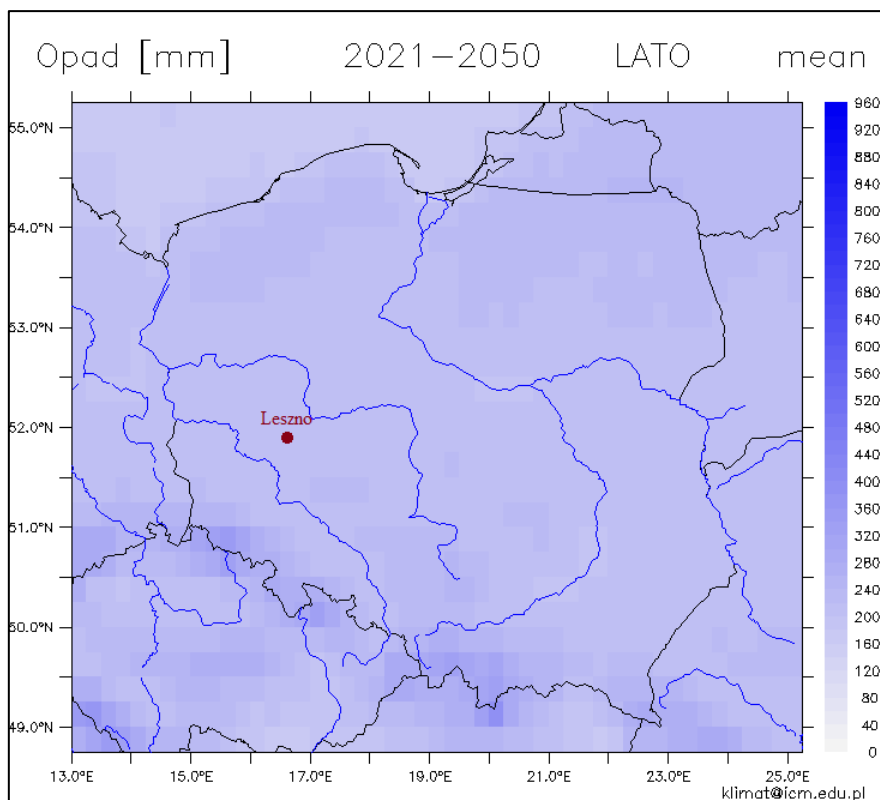 Opad [mm] 2021-2050 LATO mean
55.0°N
54.0°N
53.0°N
52.0°N
51.0°N
50.0°N
49.0°N
Leszno
13.0°E 15.0°E 17.0°E 19.0°E 21.0°E 23.0°E 25.0°E
960
880
800
760
720
680
640
600
560
520
480
440
400
360
320
280
240
200
160
120
80
40
0
klimat@icm.edu.pl